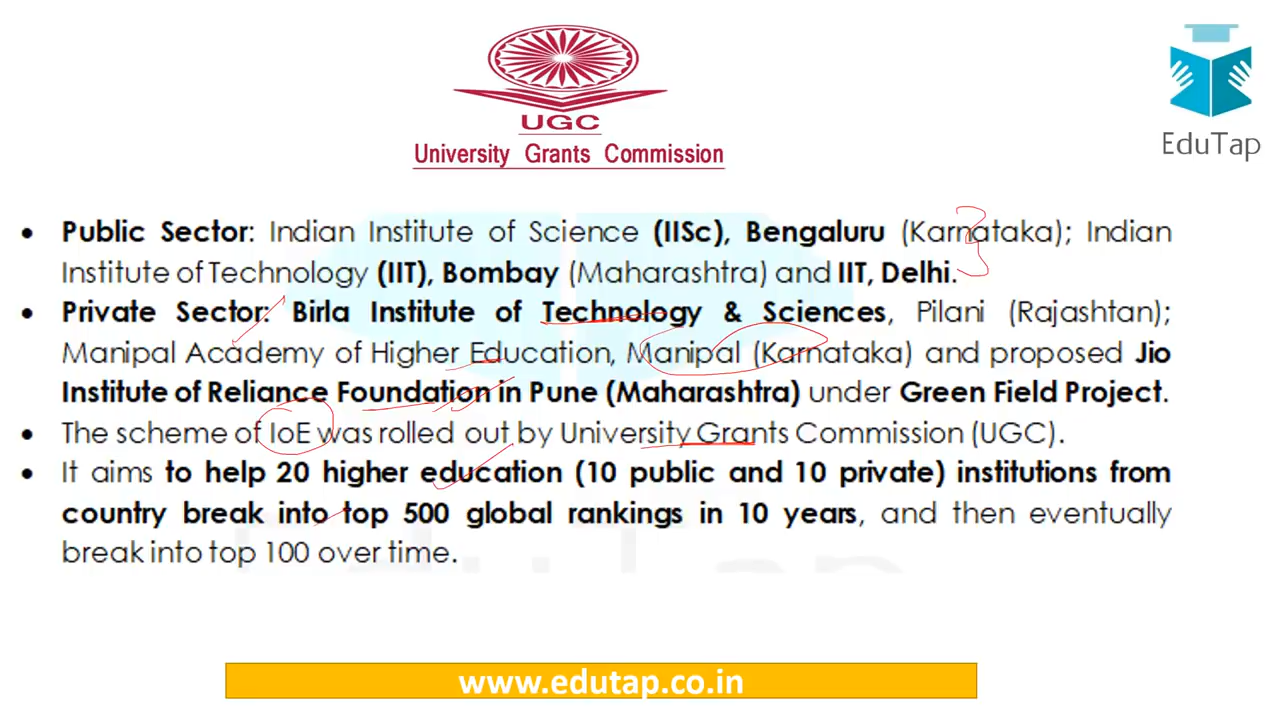 UGC
University Grants Commission
EduTap
• Public Sector: Indian Institute of Science (IISc), Bengaluru (Karnataka); Indian
Institute of Technology (IIT), Bombay (Maharashtra) and IIT, Delhi.
• Private Sector: Birla Institute of Technology & Sciences, Pilani (Rajashtan);
Manipal Academy of Higher Education, Manipal (Karnataka) and proposed Jio
Institute of Reliance Foundation in Pune (Maharashtra) under Green Field Project.
• The scheme of IoE was rolled out by University Grants Commission (UGC).
• It aims to help 20 higher education (10 public and 10 private) institutions from
country break into top 500 global rankings in 10 years, and then eventually
break into top 100 over time.
www.edutap.co.in